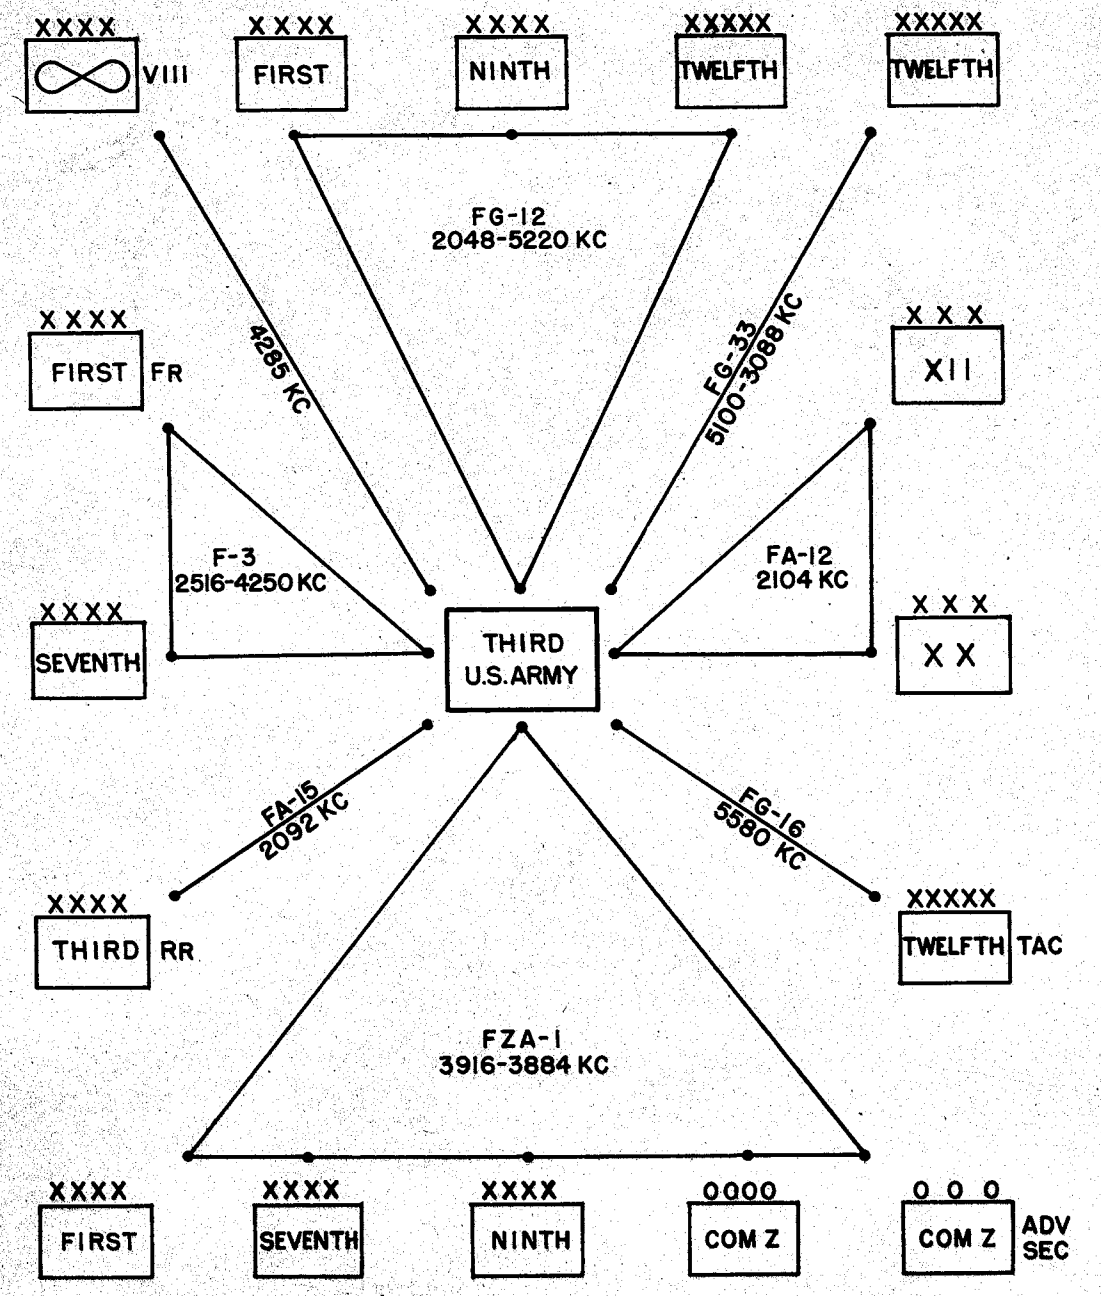 XXXX
VIII
XXXX
FIRST
XXXX
NINTH
XXXXX
TWELFTH
XXXXX
TWELFTH
FG-12
2048-5220 KC
4285 KC
FG-33
5100-3088 KC
XXXX
FIRST FR
XXX
XII
F-3
2516-4250 KC
FA-12
2104 KC
XXXX
SEVENTH
THIRD
U.S. ARMY
XXX
XX
FA-15
2092 KC
FG-16
5580 KC
XXXX
THIRD RR
XXXXX
TWELFTH TAC
FZA-1
3916-3884 KC
XXXX
FIRST
XXXX
SEVENTH
XXXX
NINTH
OOOO
COM Z
OOO
COM Z
ADV
SEC